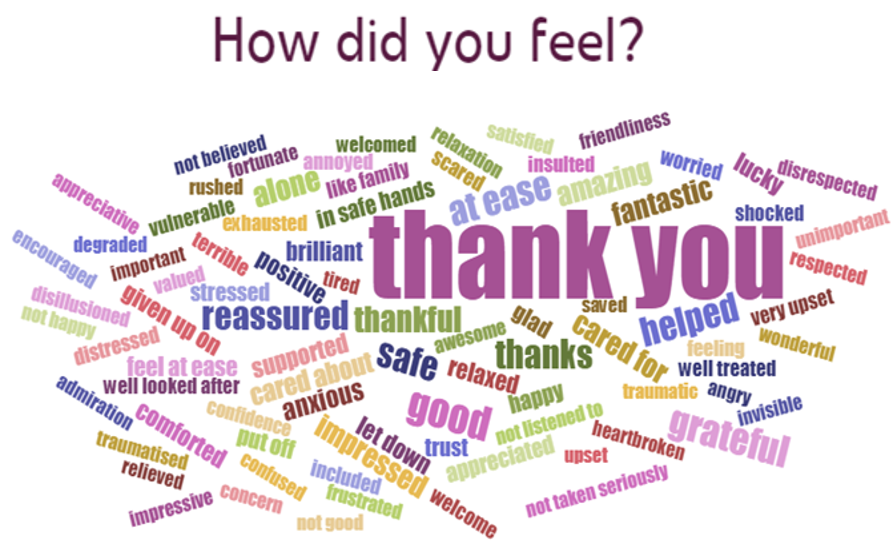 How did you feel?
friendliness
satisfied
relaxation
welcomed
not believed
fortunate
annoyed
scared
insulted
worried
lucky
disrespected
appreciative
rushed
alone
like family
at ease
amazing
fantastic
vulnerable
exhausted
in safe hands
shocked
unimportant
encouraged
degraded
important
terrible
brilliant
thank you
respected
valued
positive
tired
disillusioned
stressed
given up on
reassured
thankful
saved
glad
helped
very upset
not happy
distressed
awesome
thanks
cared for
feeling
wonderful
supported
feel at ease
safe
relaxed
well treated
well looked after
cared about
anxious
happy
traumatic
angry
invisible
admiration
comforted
confidence
good
not listened to
grateful
impressed
let down
trust
appreciated
heartbroken
upset
traumatised
put off
relieved
confused
included
frustrated
welcome
not taken seriously
impressive
concern
not good